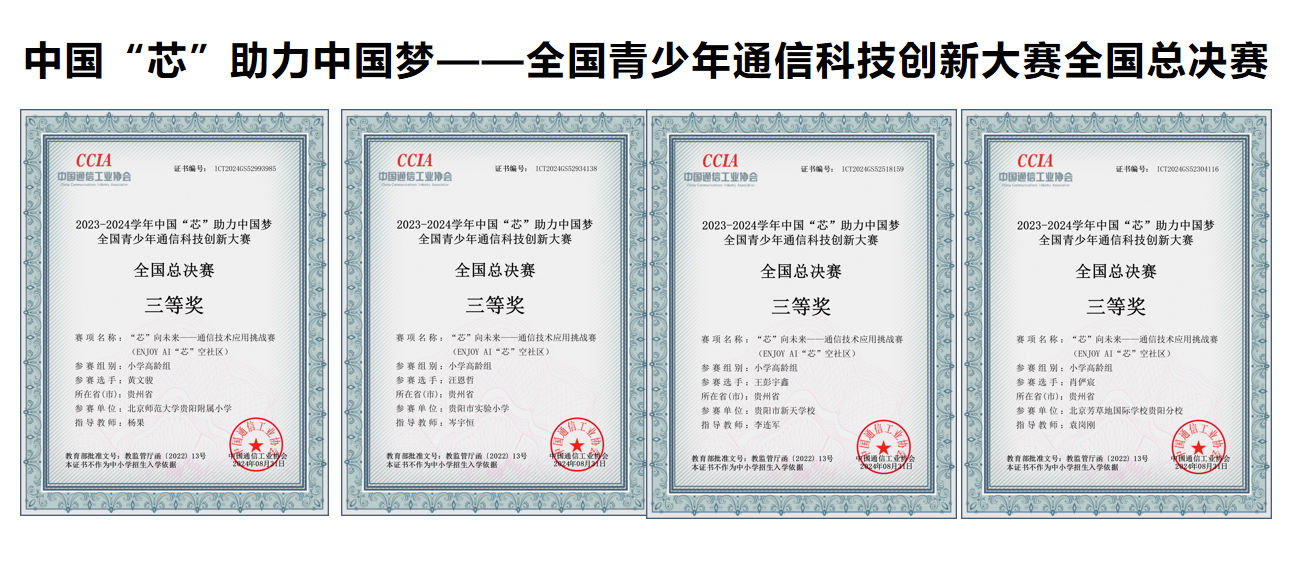 中国“芯”助力中国梦——全国青少年通信科技创新大赛全国总决赛
CCIA
中国通信工业协会
China Communications Industry Association
证书编号： ICT2024GS52993985
2023-2024学年中国“芯”助力中国梦
全国青少年通信科技创新大赛
全国总决赛
三等奖
赛项名称：“芯”向未来——通信技术应用挑战赛
（ENJOY AI“芯”空社区）
参赛组别：小学高龄组
参赛选手：黄文骏
所在省(市)：贵州省
参赛单位：北京师范大学贵阳附属小学
指导教师：杨果
教育部批准文号：教监管厅函（2022）13号
本证书不作为中小学招生入学依据
中国通信工业协会
2024年08月31日
CCIA
中国通信工业协会
China Communications Industry Association
证书编号： ICT2024GS52934138
2023-2024学年中国“芯”助力中国梦
全国青少年通信科技创新大赛
全国总决赛
三等奖
赛项名称：“芯”向未来——通信技术应用挑战赛
（ENJOY AI“芯”空社区）
参赛组别：小学高龄组
参赛选手：汪恩哲
所在省(市)：贵州省
参赛单位：贵阳市实验小学
指导教师：岑宇恒
教育部批准文号：教监管厅函（2022）13号
本证书不作为中小学招生入学依据
中国通信工业协会
2024年08月31日
CCIA
中国通信工业协会
China Communications Industry Association
证书编号： ICT2024GS52518159
2023-2024学年中国“芯”助力中国梦
全国青少年通信科技创新大赛
全国总决赛
三等奖
赛项名称：“芯”向未来——通信技术应用挑战赛
（ENJOY AI“芯”空社区）
参赛组别：小学高龄组
参赛选手：王彭宇鑫
所在省(市)：贵州省
参赛单位：贵阳市新天学校
指导教师：李连军
教育部批准文号：教监管厅函（2022）13号
本证书不作为中小学招生入学依据
中国通信工业协会
2024年08月31日
CCIA
中国通信工业协会
China Communications Industry Association
证书编号： ICT2024GS52304116
2023-2024学年中国“芯”助力中国梦
全国青少年通信科技创新大赛
全国总决赛
三等奖
赛项名称：“芯”向未来——通信技术应用挑战赛
（ENJOY AI“芯”空社区）
参赛组别：小学高龄组
参赛选手：肖俨宸
所在省(市)：贵州省
参赛单位：北京芳草地国际学校贵阳分校
指导教师：袁岗刚
教育部批准文号：教监管厅函（2022）13号
本证书不作为中小学招生入学依据
中国通信工业协会
2024年08月31日